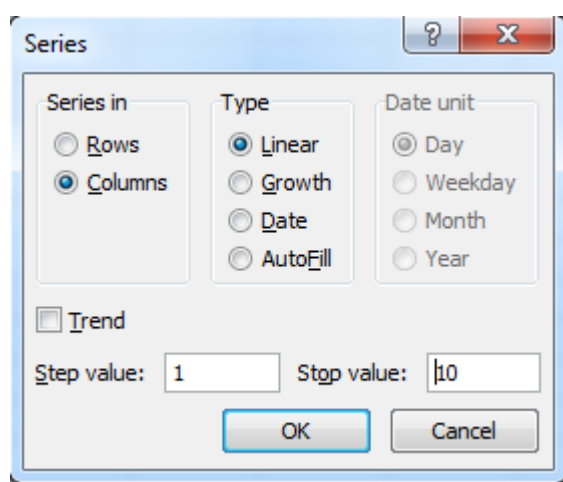 Series
Series in
Rows
Columns
Type
Linear
Growth
Date
AutoFill
Date unit
Day
Weekday
Month
Year
Trend
Step value: 1 Stop value: 10
OK Cancel